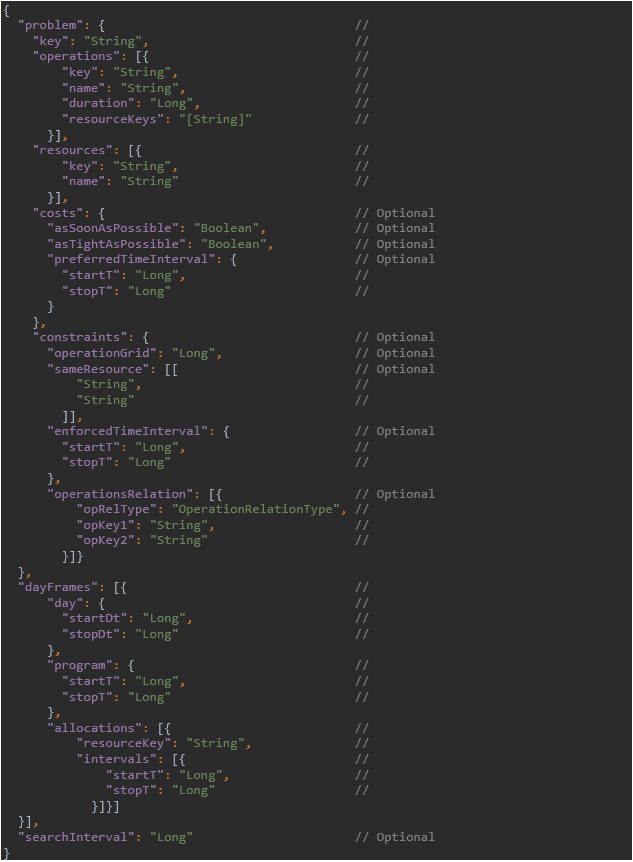 {
  "problem": {                                  //
    "key": "String",                            //
    "operations": [{                            //
        "key": "String",                        //
        "name": "String",                       //
        "duration": "Long",                     //
        "resourceKeys": "[String]"              //
      }],
    "resources": [{                             //
        "key": "String",                        //
        "name": "String"                        //
      }],
    "costs": {                                  // Optional
      "asSoonAsPossible": "Boolean",            // Optional
      "asTightAsPossible": "Boolean",           // Optional
      "preferredTimeInterval": {                // Optional
        "startT": "Long",                       //
        "stopT": "Long"                         //
      }
    },
    "constraints": {                            // Optional
      "operationGrid": "Long",                  // Optional
      "sameResource": [[                        // Optional
          "String",                             //
          "String"                              //
        ]],
      "enforcedTimeInterval": {                 // Optional
        "startT": "Long",                       //
        "stopT": "Long"                         //
      },
      "operationsRelation": [{                  // Optional
          "opRelType": "OperationRelationType", //
          "opKey1": "String",                   //
          "opKey2": "String"                    //
        }]}
  },
  "dayFrames": [{                               //
      "day": {                                  //
        "startDt": "Long",                      //
        "stopDt": "Long"                        //
      },
      "program": {                              //
        "startT": "Long",                       //
        "stopT": "Long"                         //
      },
      "allocations": [{                         //
          "resourceKey": "String",              //
          "intervals": [{                       //
              "startT": "Long",                 //
              "stopT": "Long"                   //
            }]}]
  }],
  "searchInterval": "Long"                      // Optional
}